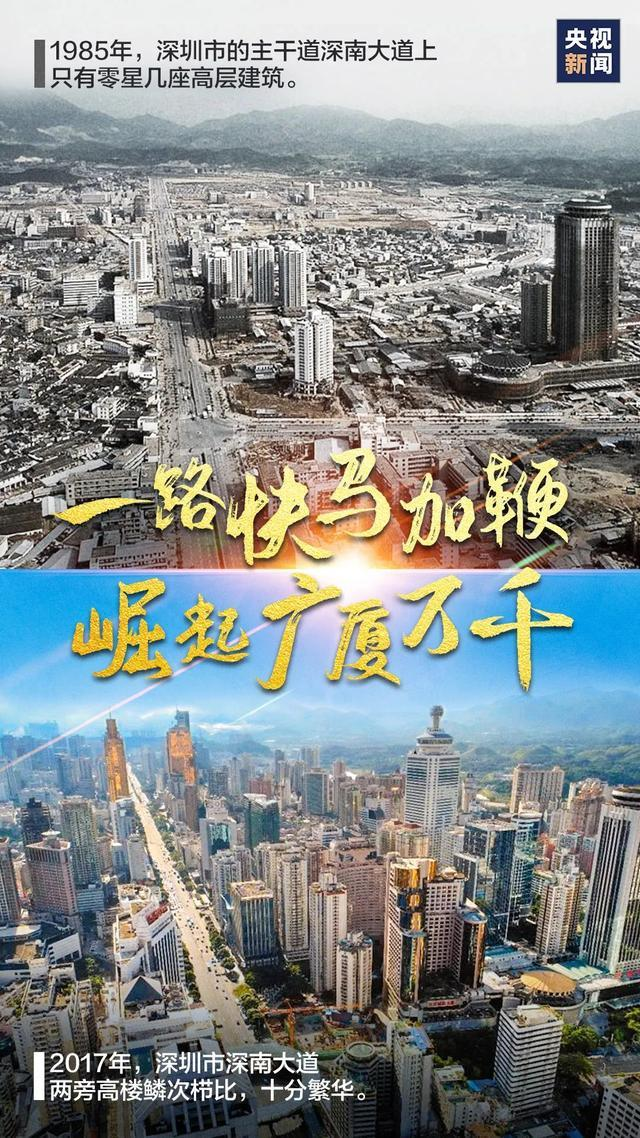 1985年，深圳市的主干道深南大道上
只有零星几座高层建筑。
央视
新闻
一路快马加鞭
崛起广厦万千
2017年，深圳市深南大道
两旁高楼鳞次栉比，十分繁华。